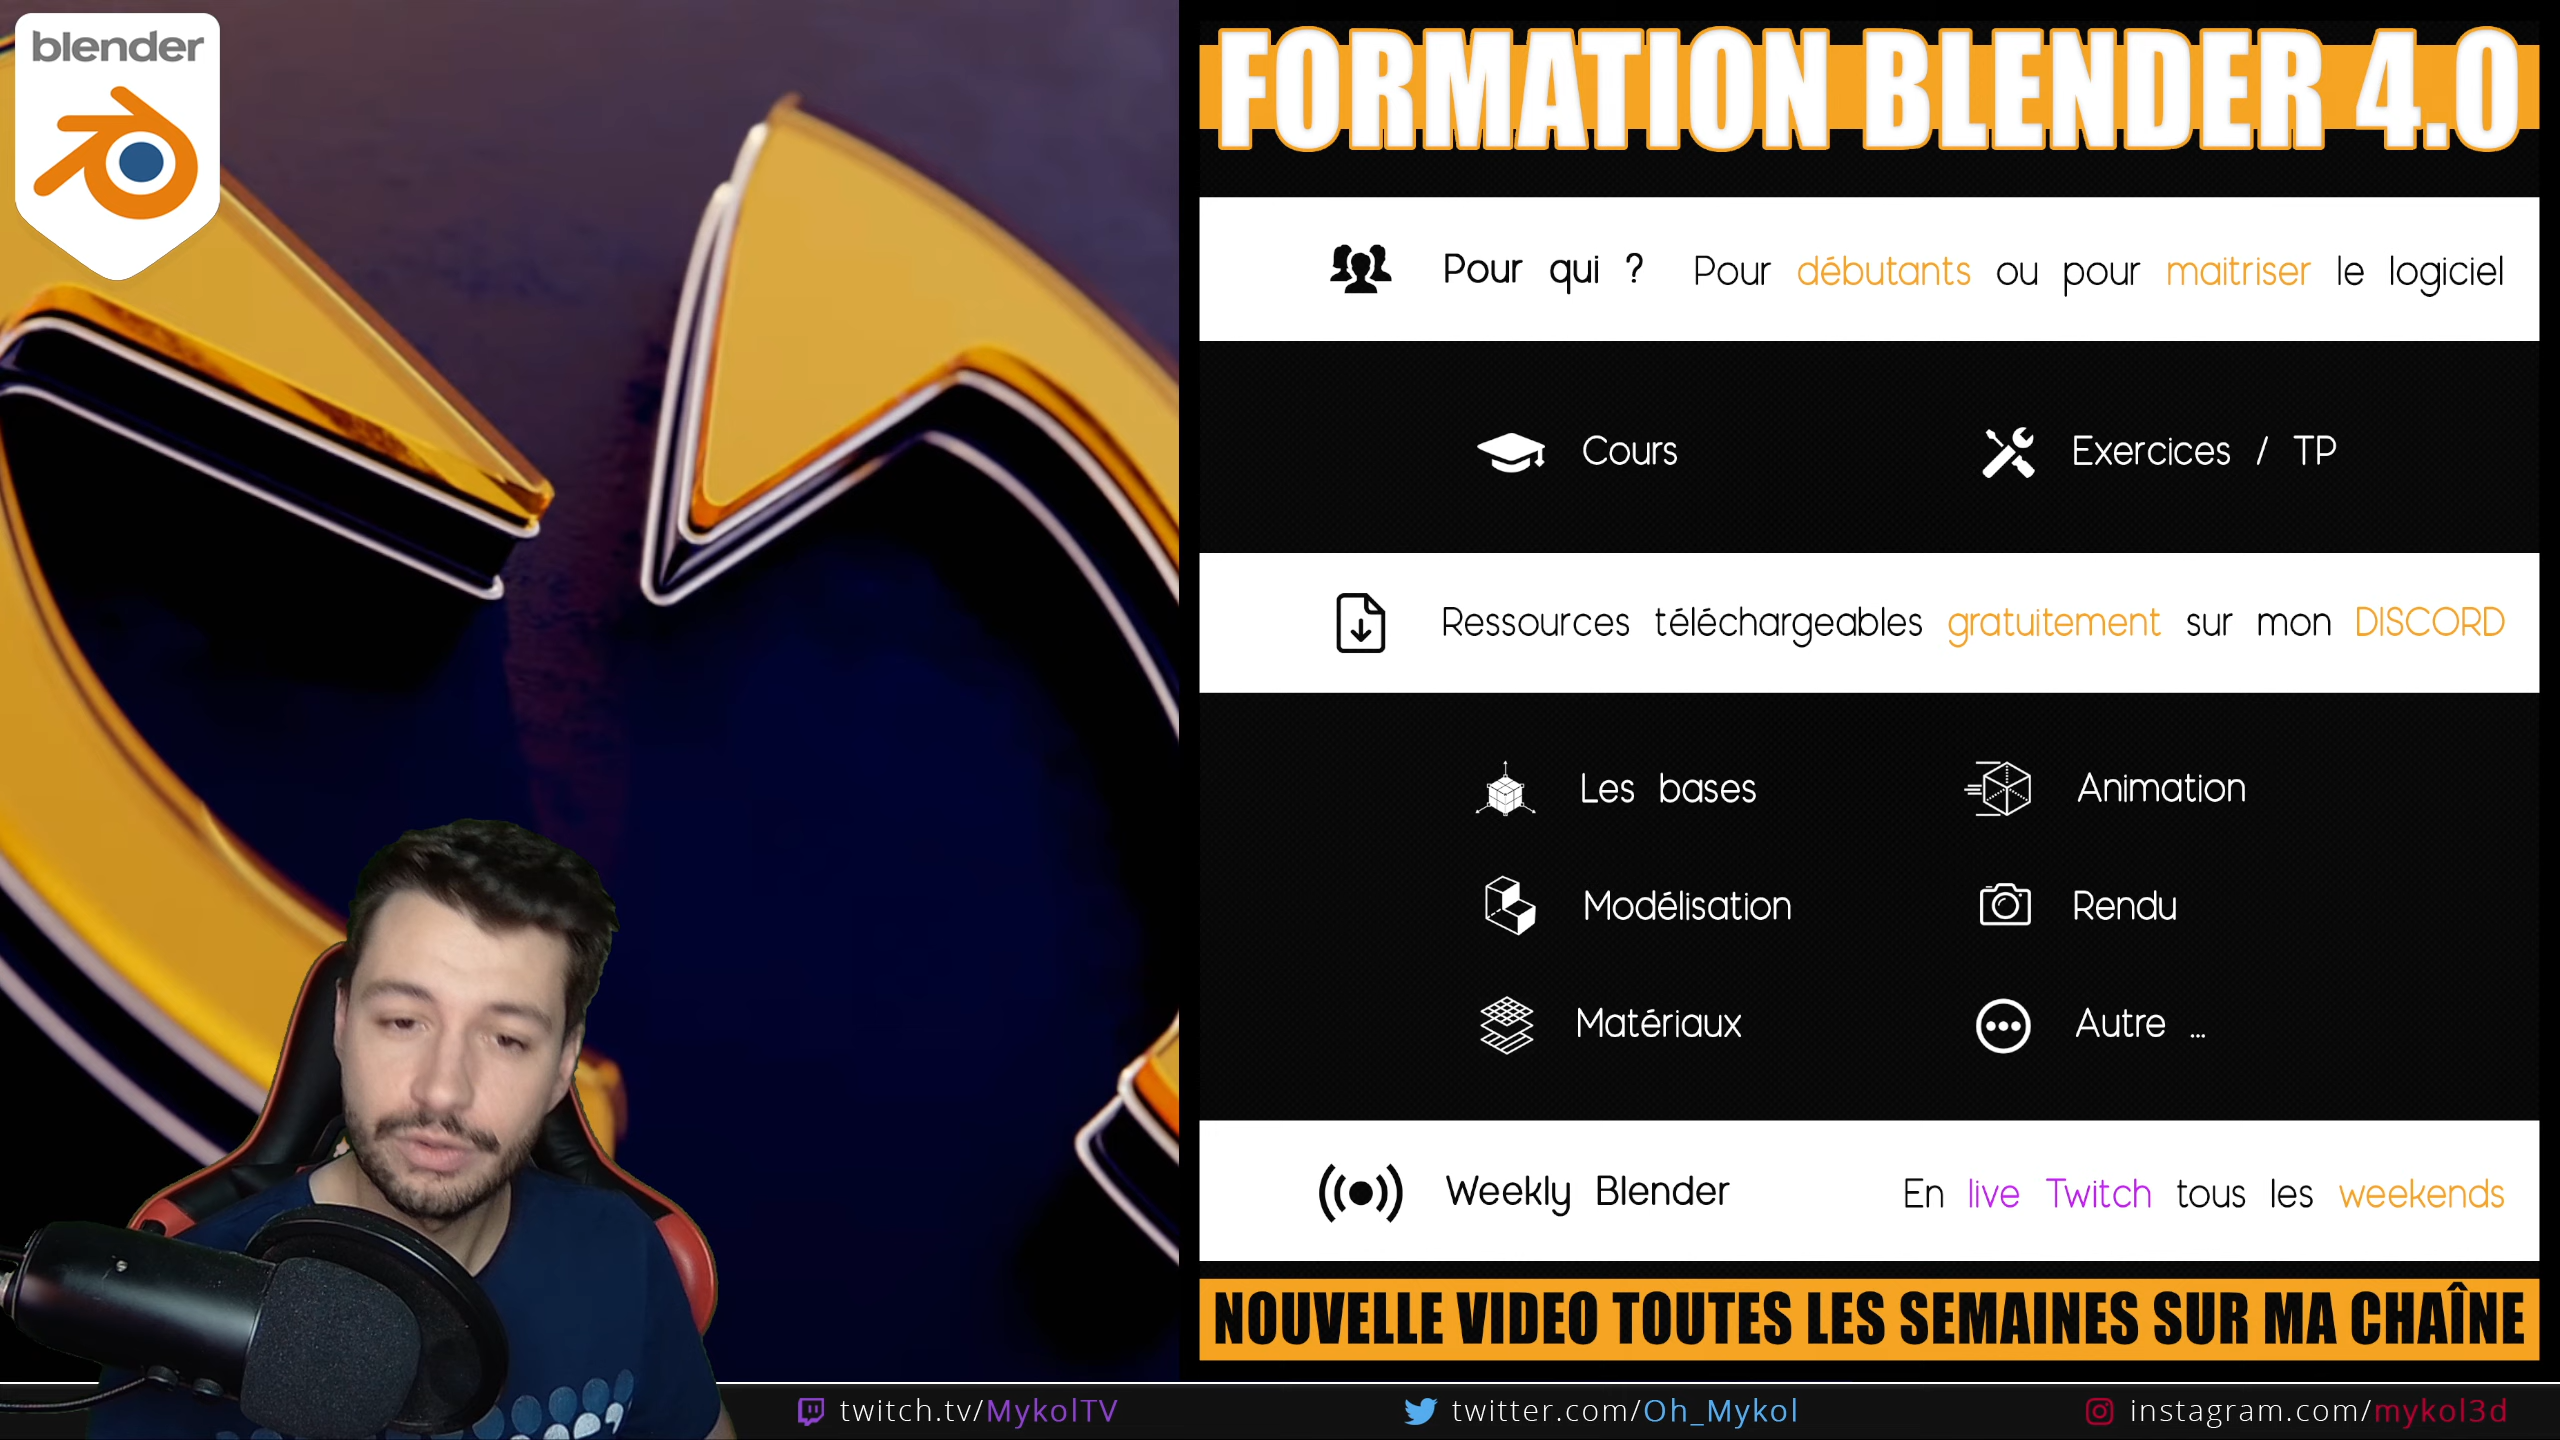 blender
FORMATION BLENDER 4.0
Pour qui ? Pour débutants ou pour maitriser le logiciel
Cours
Exercices / TP
Ressources téléchargeables gratuitement sur mon DISCORD
Les bases
Animation
Modélisation
Rendu
Matériaux
Autre ...
Weekly Blender
En live Twitch tous les weekends
NOUVELLE VIDEO TOUTES LES SEMAINES SUR MA CHAÎNE
twitch.tv/MykolTV
twitter.com/Oh_Mykol
instagram.com/mykol3d